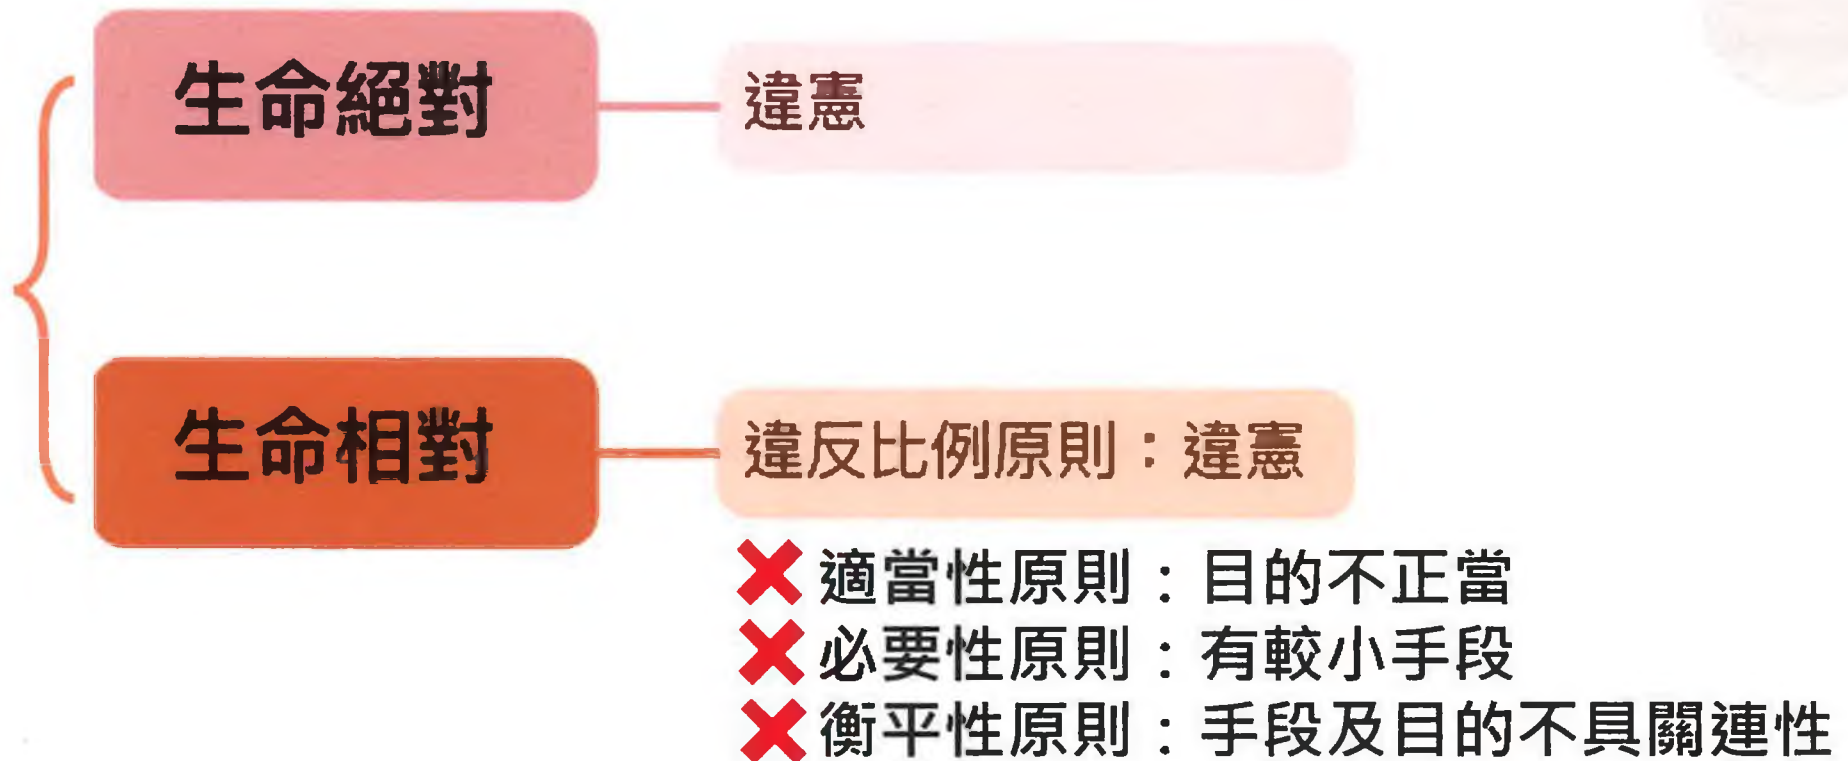 生命絕對
違憲
生命相對
違反比例原則：違憲
適當性原則：目的不正當
必要性原則：有較小手段
衡平性原則：手段及目的不具關連性